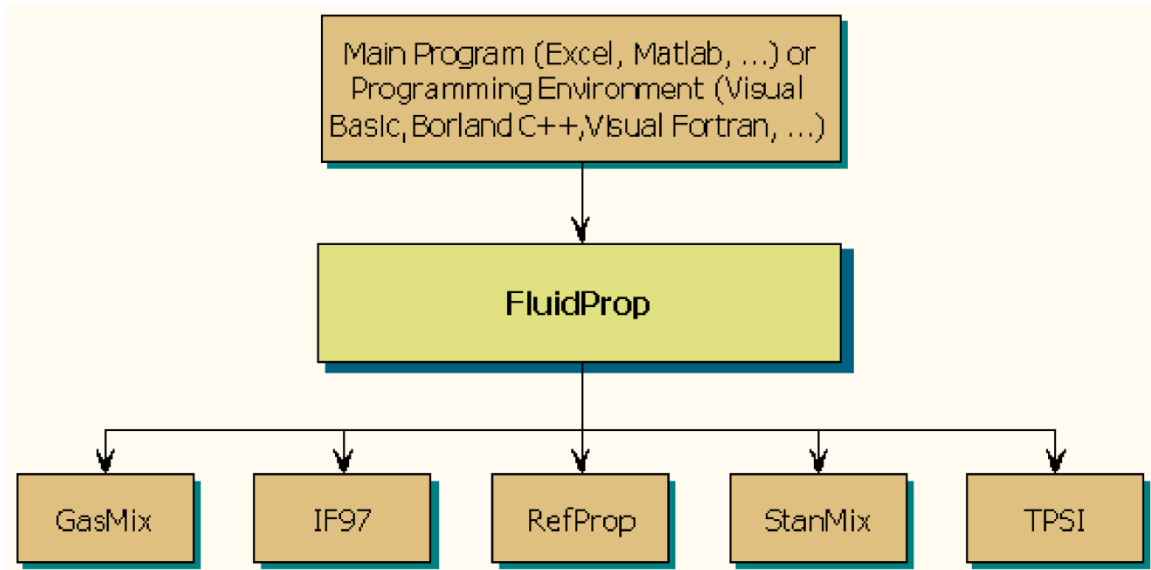 Main Program (Excel, Matlab, ...) or
Programming Environment (Visual
Basic,Borland C++,Visual Fortran, ...)
FluidProp
GasMix
IF97
RefProp
StanMix
TPSI